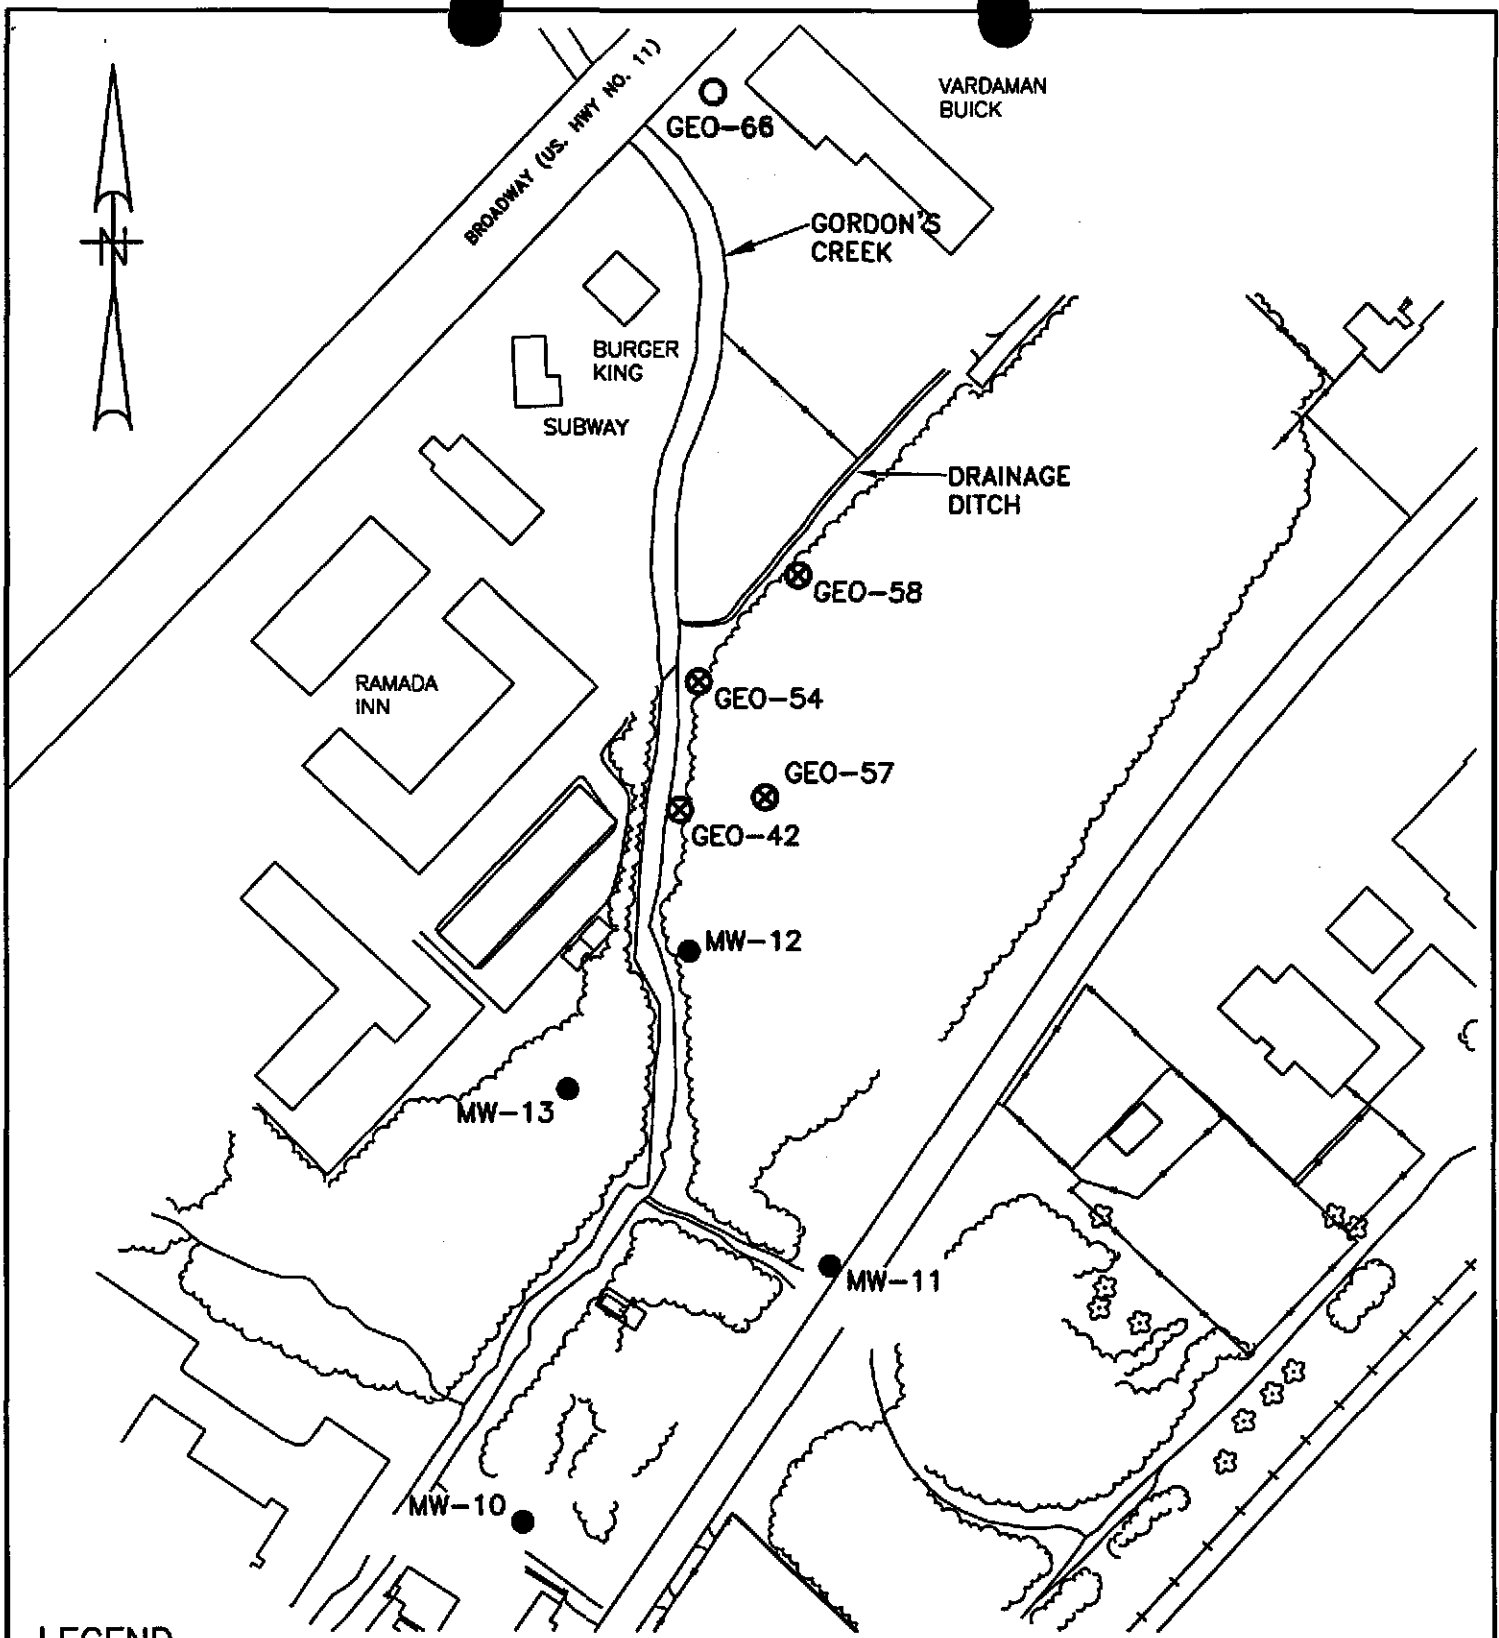 VARDAMAN
BUICK
GEO-66
BROADWAY (US. HWY NO. 11)
GORDON'S
CREEK
N
BURGER
KING
SUBWAY
DRAINAGE
DITCH
GEO-58
RAMADA
INN
GEO-54
GEO-57
GEO-42
MW-12
MW-13
MW-11
MW-10
LEGEND